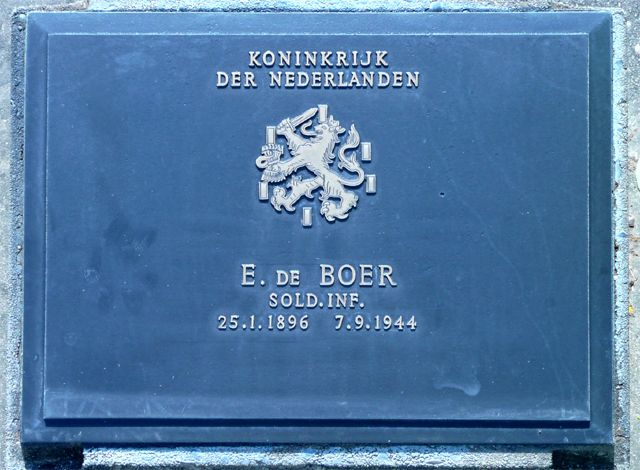 KONINKRIJK
DER NEDERLANDEN
E. DE BOER
SOLD.INF.
25.1.1896 7.9.1944